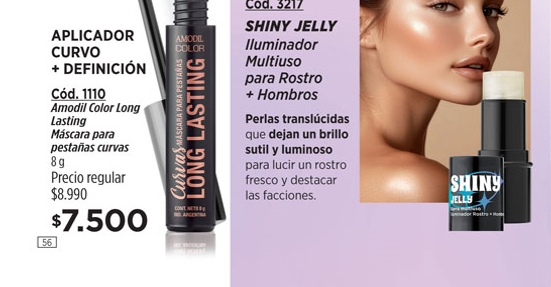 APLICADOR
CURVO
+ DEFINICIÓN
Cód. 1110
Amodil Color Long
Lasting
Máscara para
pestañas curvas
8 g
Precio regular
$8.990
$7.500
56
AMODIL
COLOR
Curvas
MÁSCARA PARA PESTAÑAS
LONG LASTING
CONT. NETO 8 g
IND. ARGENTINA
Cód. 3217
SHINY JELLY
Iluminador
Multiuso
para Rostro
+ Hombros
Perlas translúcidas
que dejan un brillo
sutil y luminoso
para lucir un rostro
fresco y destacar
las facciones.
SHINY
JELLY